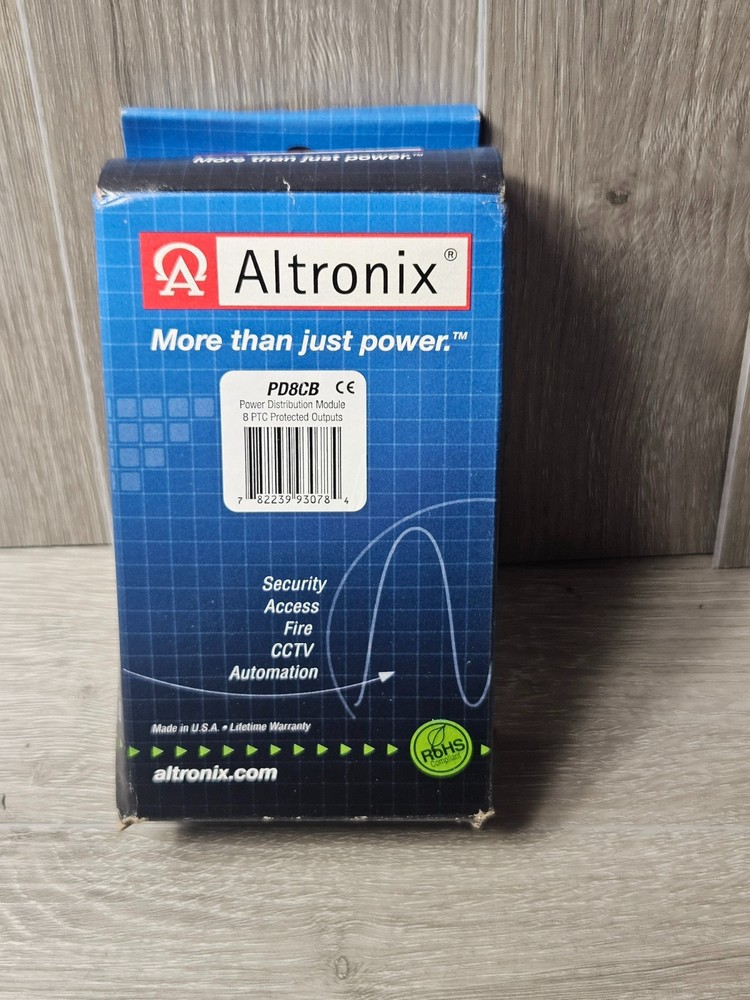 More than just power.™
Altronix®
More than just power.™
PD8CB CE
Power Distribution Module
8 PTC Protected Outputs
7 82239 93078 4
Security
Access
Fire
CCTV
Automation
Made in U.S.A. • Lifetime Warranty
RoHS
Compliant
altronix.com